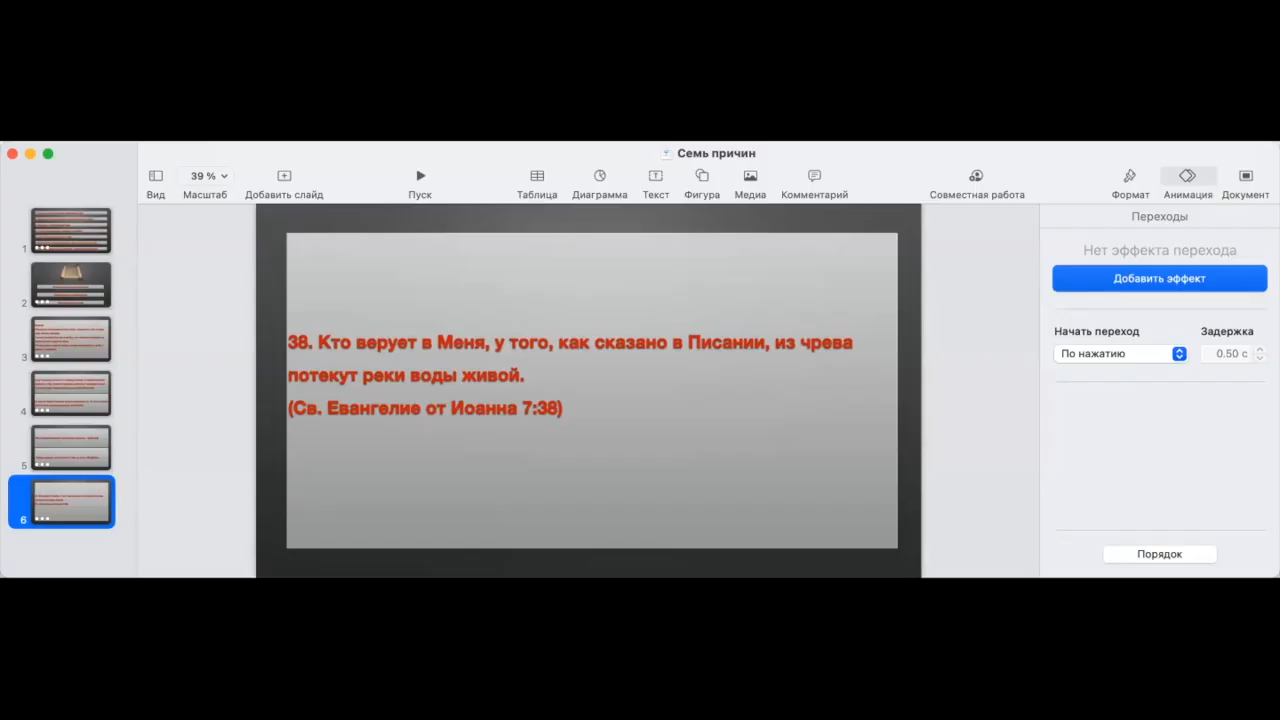 Семь причин
39 %
Вид
Масштаб
Добавить слайд
Пуск
Таблица
Диаграмма
Текст
Фигура
Медиа
Комментарий
Совместная работа
Формат
Анимация
Документ
Переходы
Нет эффекта перехода
Добавить эффект
Начать переход
Задержка
По нажатию
0.50 с
Порядок
1
2
3
4
5
6
38. Кто верует в Меня, у того, как сказано в Писании, из чрева
потекут реки воды живой.
(Св. Евангелие от Иоанна 7:38)